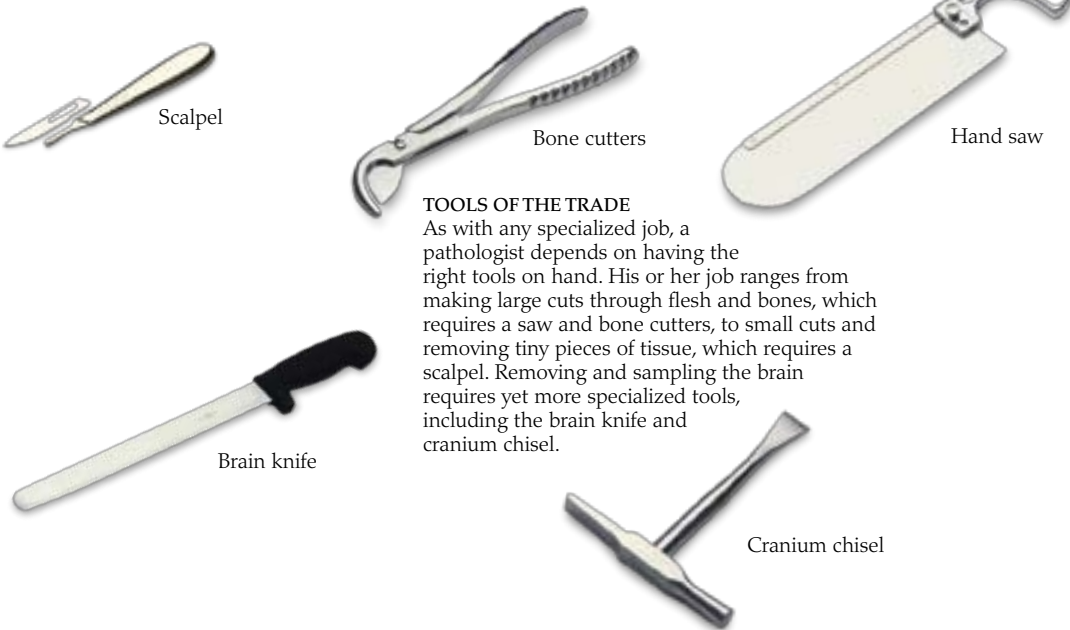 Scalpel
Bone cutters
Hand saw
TOOLS OF THE TRADE
As with any specialized job, a
pathologist depends on having the
right tools on hand. His or her job ranges from
making large cuts through flesh and bones, which
requires a saw and bone cutters, to small cuts and
removing tiny pieces of tissue, which requires a
scalpel. Removing and sampling the brain
requires yet more specialized tools,
including the brain knife and
cranium chisel.
Brain knife
Cranium chisel